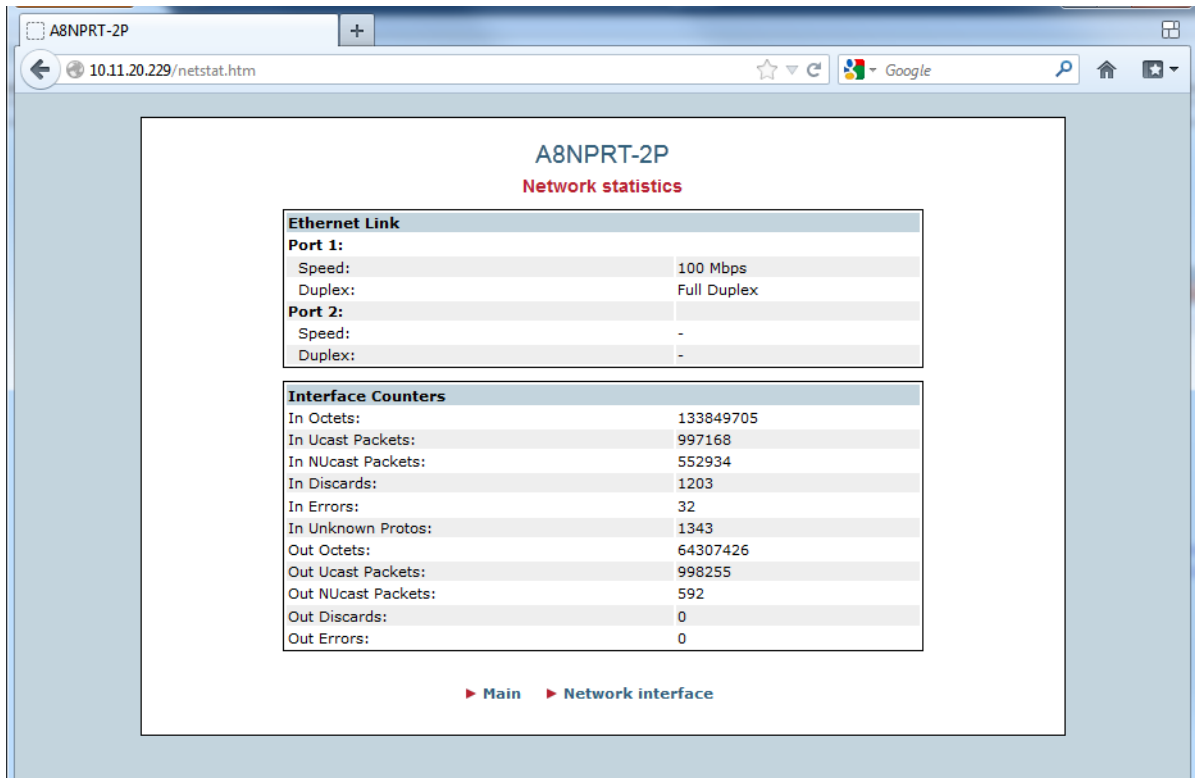 A8NPRT-2P
10.11.20.229/netstat.htm
Google
A8NPRT-2P
Network statistics
Ethernet Link
Port 1:
Speed: 100 Mbps
Duplex: Full Duplex
Port 2:
Speed: -
Duplex: -
Interface Counters
In Octets: 133849705
In Ucast Packets: 997168
In NUcast Packets: 552934
In Discards: 1203
In Errors: 32
In Unknown Protos: 1343
Out Octets: 64307426
Out Ucast Packets: 998255
Out NUcast Packets: 592
Out Discards: 0
Out Errors: 0
Main Network interface